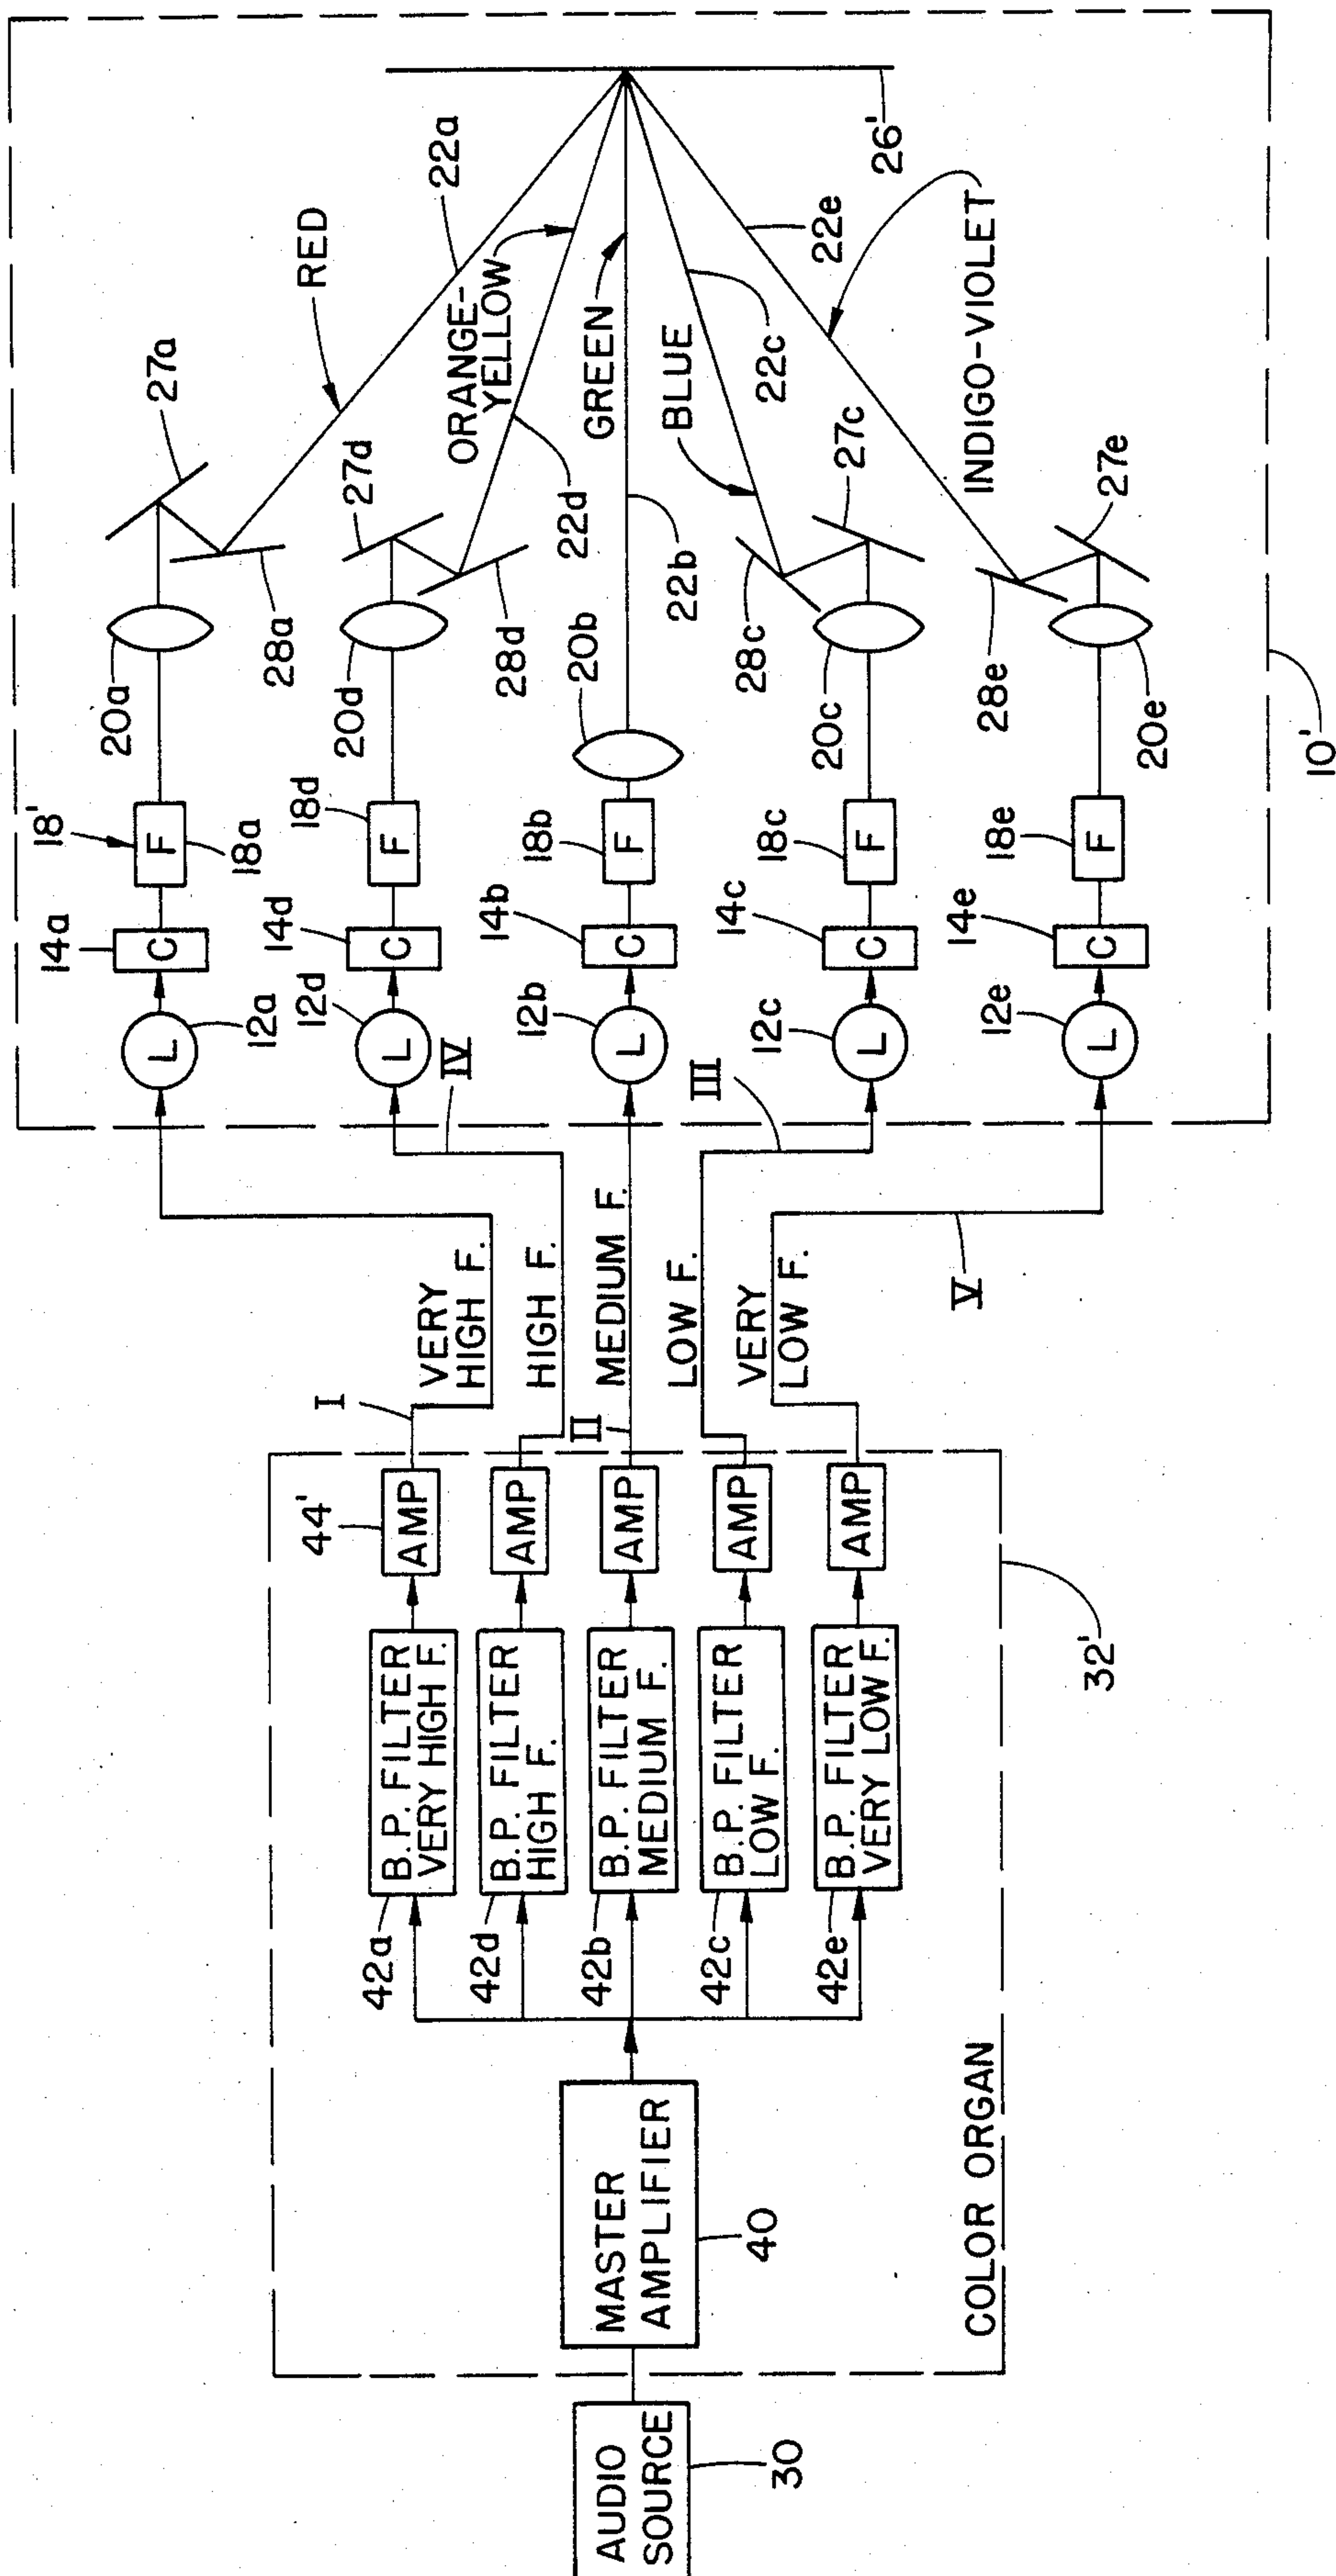 AUDIO
SOURCE
30
MASTER
AMPLIFIER
40
COLOR ORGAN
32'
42a
B.P. FILTER
VERY HIGH F.
42d
B.P. FILTER
HIGH F.
42b
B.P. FILTER
MEDIUM F.
42c
B.P. FILTER
LOW F.
42e
B.P. FILTER
VERY LOW F.
44'
AMP
AMP
AMP
AMP
AMP
I
VERY
HIGH F.
HIGH F.
II
MEDIUM F.
LOW F.
VERY
LOW F.
IV
III
V
L
12a
14a
C
18'
F
18a
20a
27a
28a
RED
22a
L
12d
14d
C
18d
F
20d
27d
28d
ORANGE-
YELLOW
22d
L
12b
14b
C
18b
F
20b
GREEN
22b
L
12c
14c
C
18c
F
20c
27c
28c
BLUE
22c
L
12e
14e
C
18e
F
20e
27e
28e
INDIGO-VIOLET
22e
26'
10'